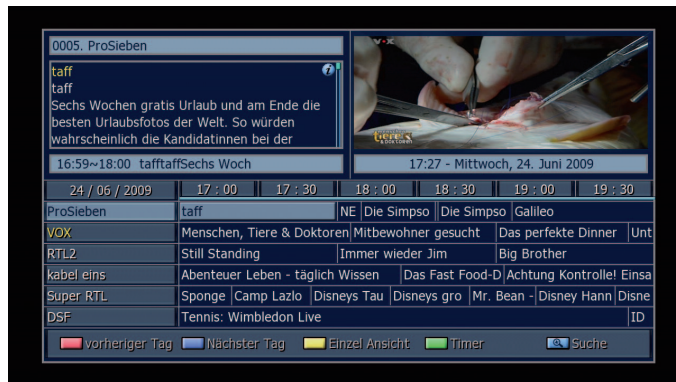 0005. ProSieben
taff
taff
Sechs Wochen gratis Urlaub und am Ende die
besten Urlaubsfotos der Welt. So würden
wahrscheinlich die Kandidatinnen bei der
16:59~18:00 tafftaffSechs Woch
VOX
tiere
& DOKTOREN
17:27 - Mittwoch, 24. Juni 2009
24 / 06 / 2009 17 : 00 17 : 30 18 : 00 18 : 30 19 : 00 19 : 30
ProSieben taff NE Die Simpso Die Simpso Galileo
VOX Menschen, Tiere & Doktoren Mitbewohner gesucht Das perfekte Dinner Unt
RTL2 Still Standing Immer wieder Jim Big Brother
kabel eins Abenteuer Leben - täglich Wissen Das Fast Food-D Achtung Kontrolle! Einsa
Super RTL Sponge Camp Lazlo Disneys Tau Disneys gro Mr. Bean - Disney Hann Disne
DSF Tennis: Wimbledon Live ID
vorheriger Tag Nächster Tag Einzel Ansicht Timer Suche